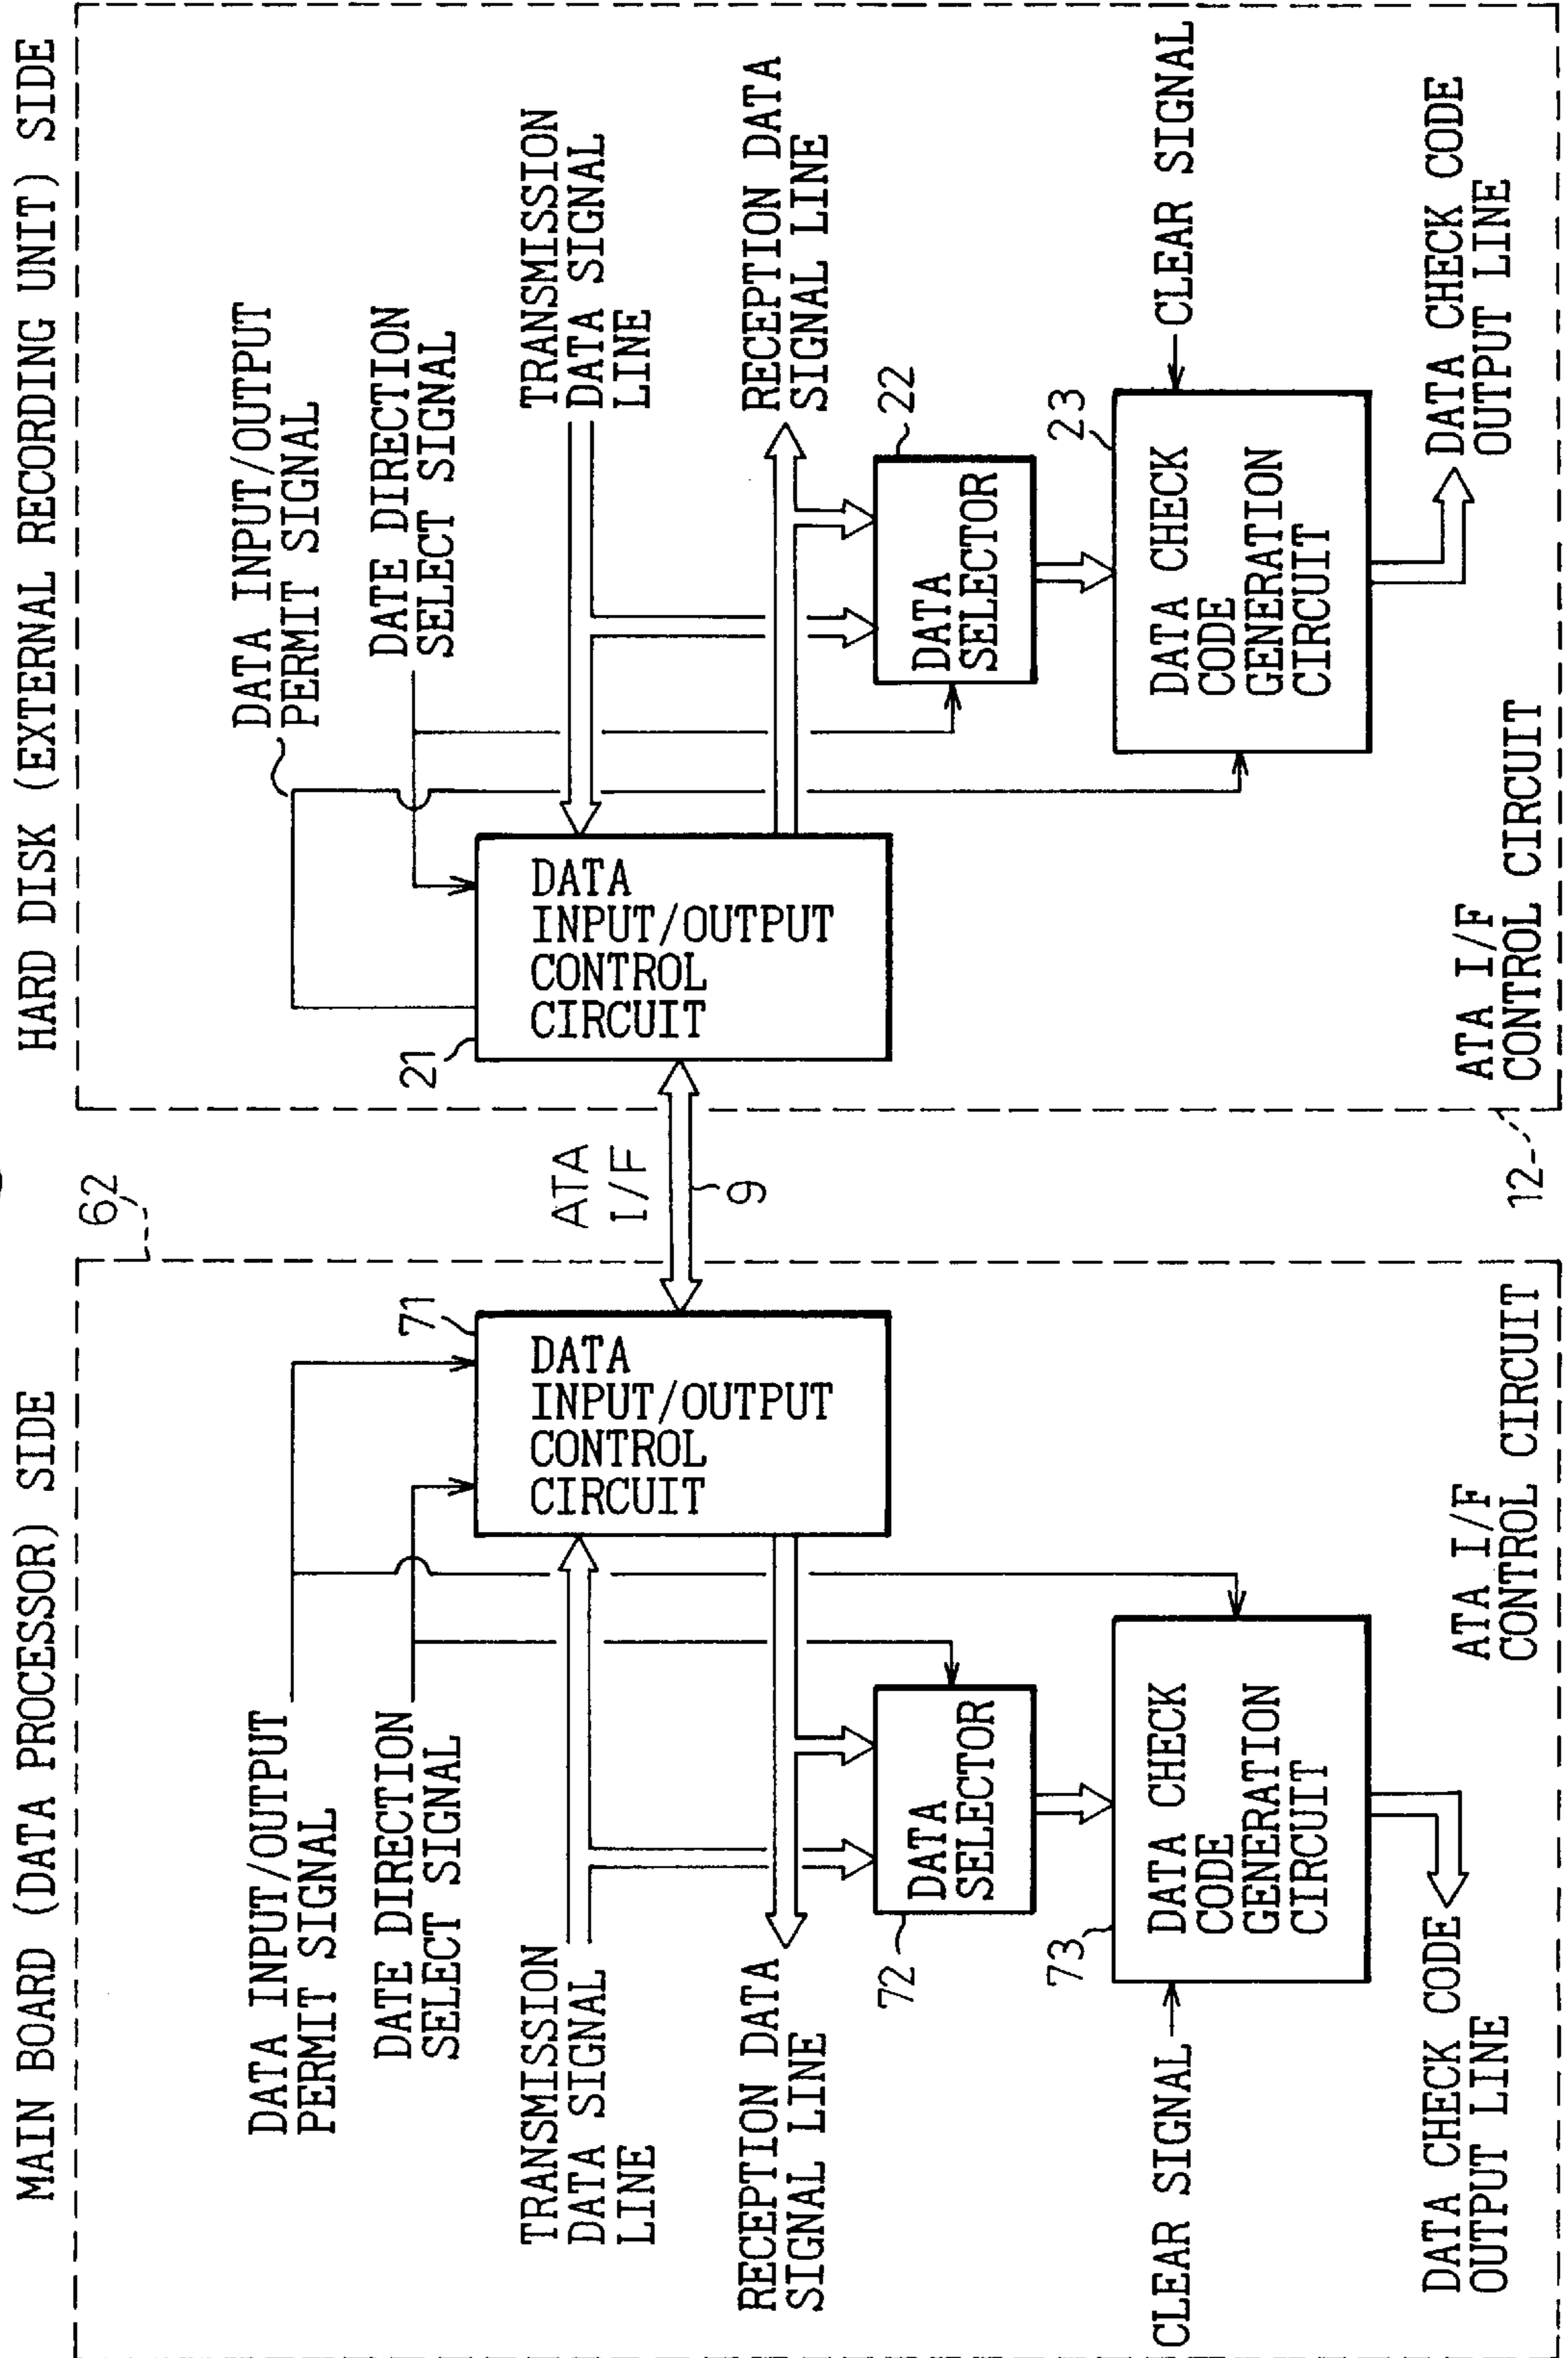 MAIN BOARD (DATA PROCESSOR) SIDE
62
DATA INPUT/OUTPUT
PERMIT SIGNAL
DATE DIRECTION
SELECT SIGNAL
TRANSMISSION
DATA SIGNAL
LINE
RECEPTION DATA
SIGNAL LINE
71
DATA
INPUT/OUTPUT
CONTROL
CIRCUIT
72
DATA
SELECTOR
73
DATA CHECK
CODE
GENERATION
CIRCUIT
CLEAR SIGNAL
DATA CHECK CODE
OUTPUT LINE
ATA I/F
CONTROL CIRCUIT
ATA
I/F
9
HARD DISK (EXTERNAL RECORDING UNIT) SIDE
DATA INPUT/OUTPUT
PERMIT SIGNAL
DATE DIRECTION
SELECT SIGNAL
TRANSMISSION
DATA SIGNAL
LINE
RECEPTION DATA
SIGNAL LINE
21
DATA
INPUT/OUTPUT
CONTROL
CIRCUIT
22
DATA
SELECTOR
23
DATA CHECK
CODE
GENERATION
CIRCUIT
CLEAR SIGNAL
DATA CHECK CODE
OUTPUT LINE
ATA I/F
CONTROL CIRCUIT
12